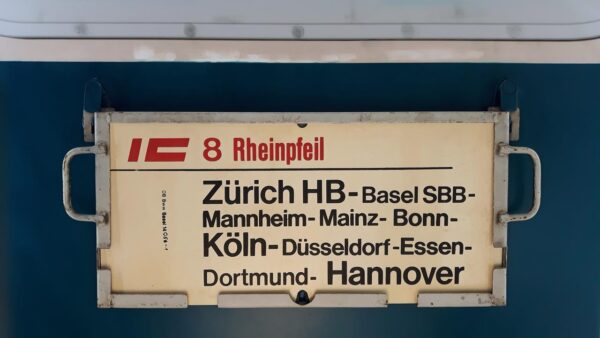 IC 8 Rheinpfeil
Zürich HB- Basel SBB-
Mannheim- Mainz- Bonn-
Köln- Düsseldorf-Essen-
Dortmund- Hannover